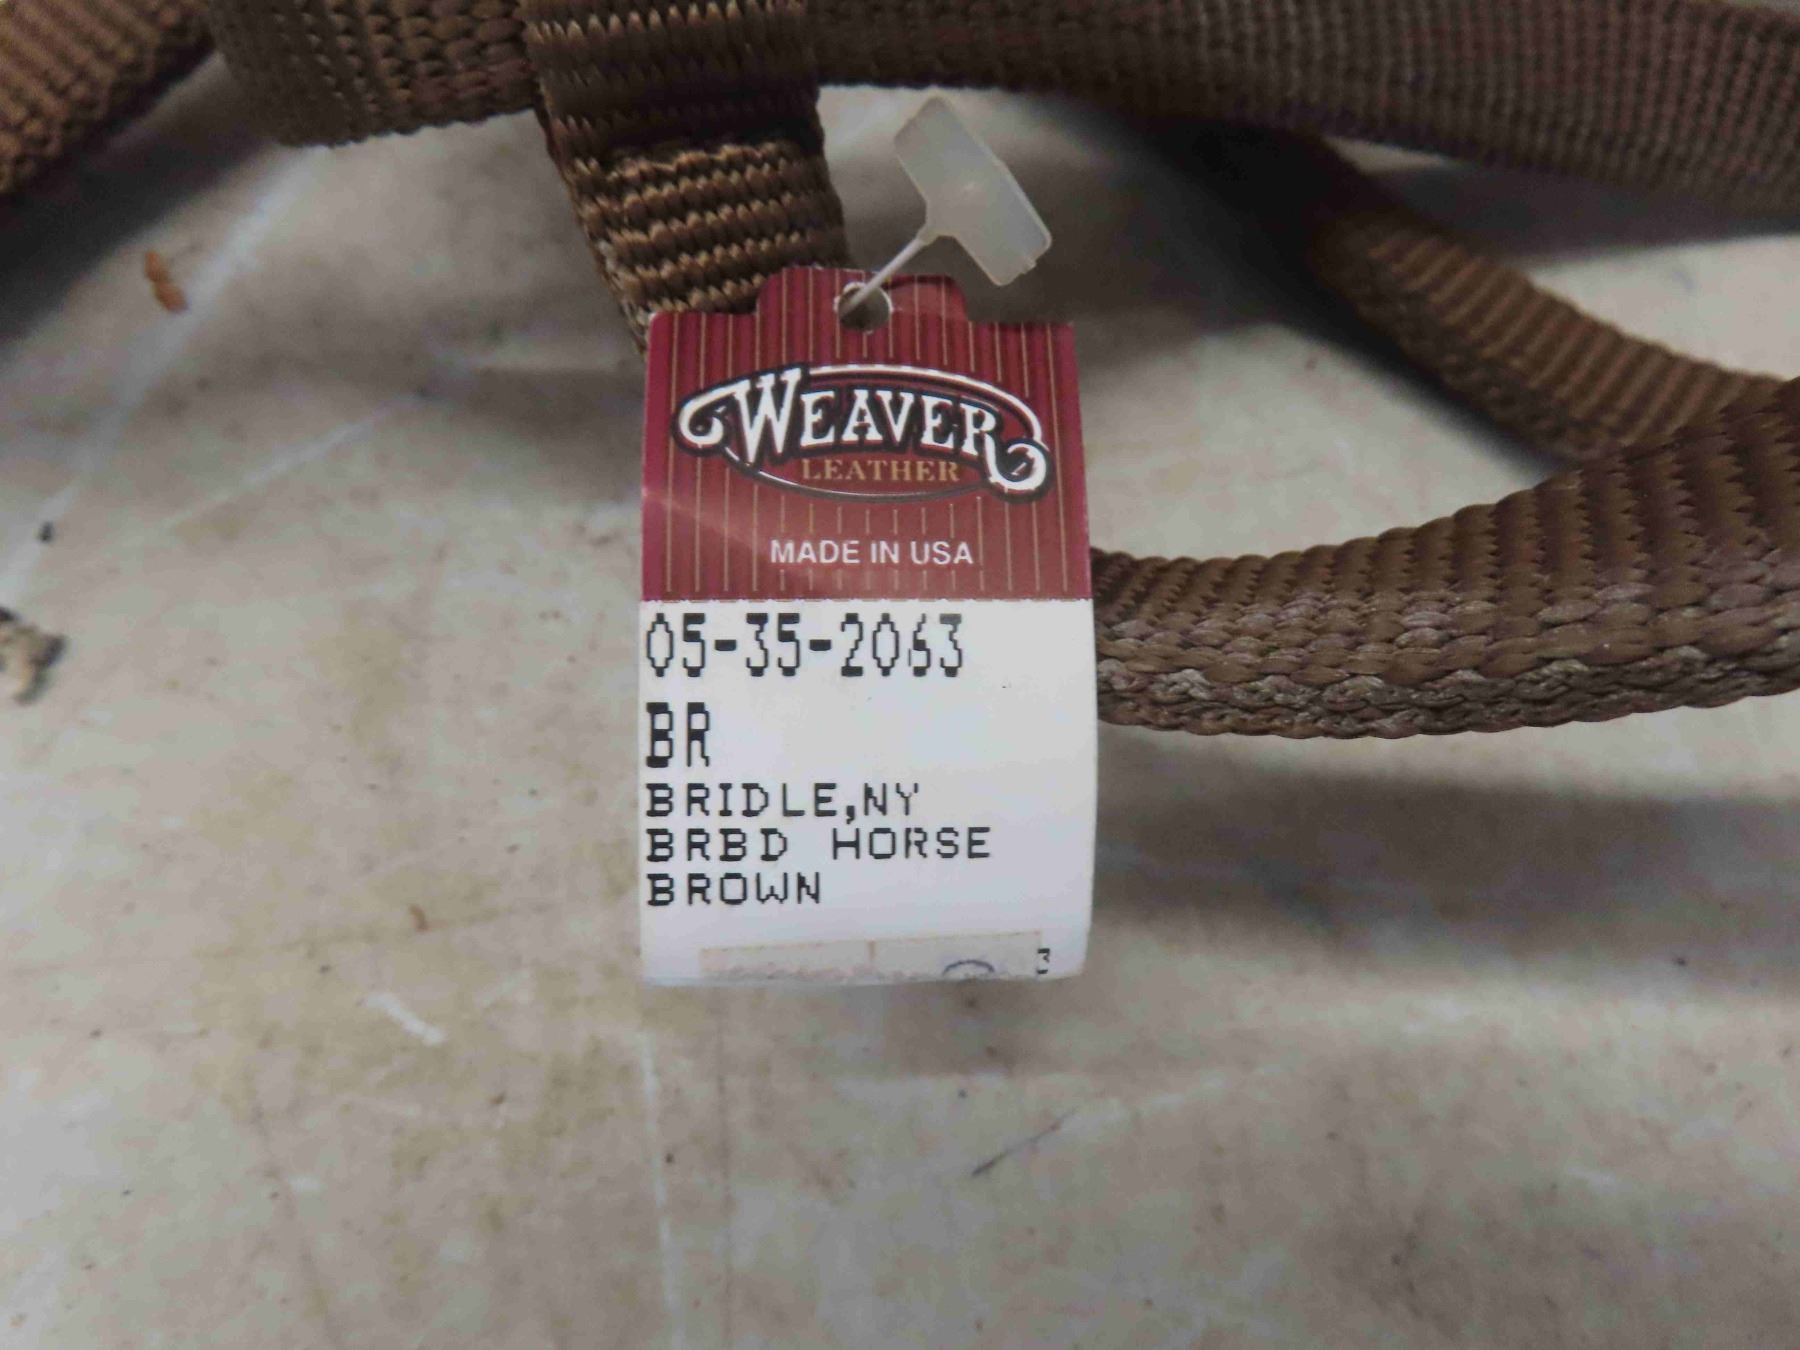 WEAVER
LEATHER
MADE IN USA
05-35-2063
BR
BRIDLE,NY
BRBD HORSE
BROWN